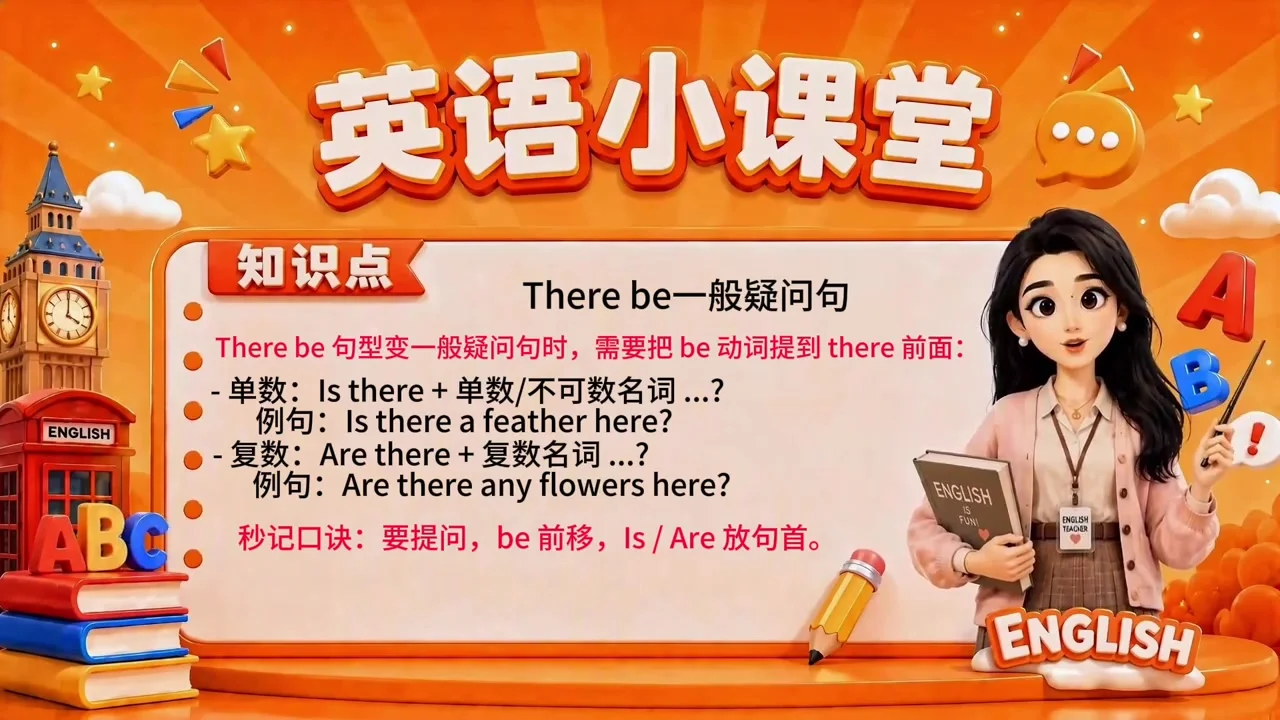 英语小课堂
知识点
There be一般疑问句
There be 句型变一般疑问句时，需要把 be 动词提到 there 前面：
- 单数：Is there + 单数/不可数名词 ...?
例句：Is there a feather here?
- 复数：Are there + 复数名词 ...?
例句：Are there any flowers here?
秒记口诀：要提问，be 前移，Is / Are 放句首。
ENGLISH
ABC
A
B
!
ENGLISH
IS
FUN!
ENGLISH
TEACHER
ENGLISH